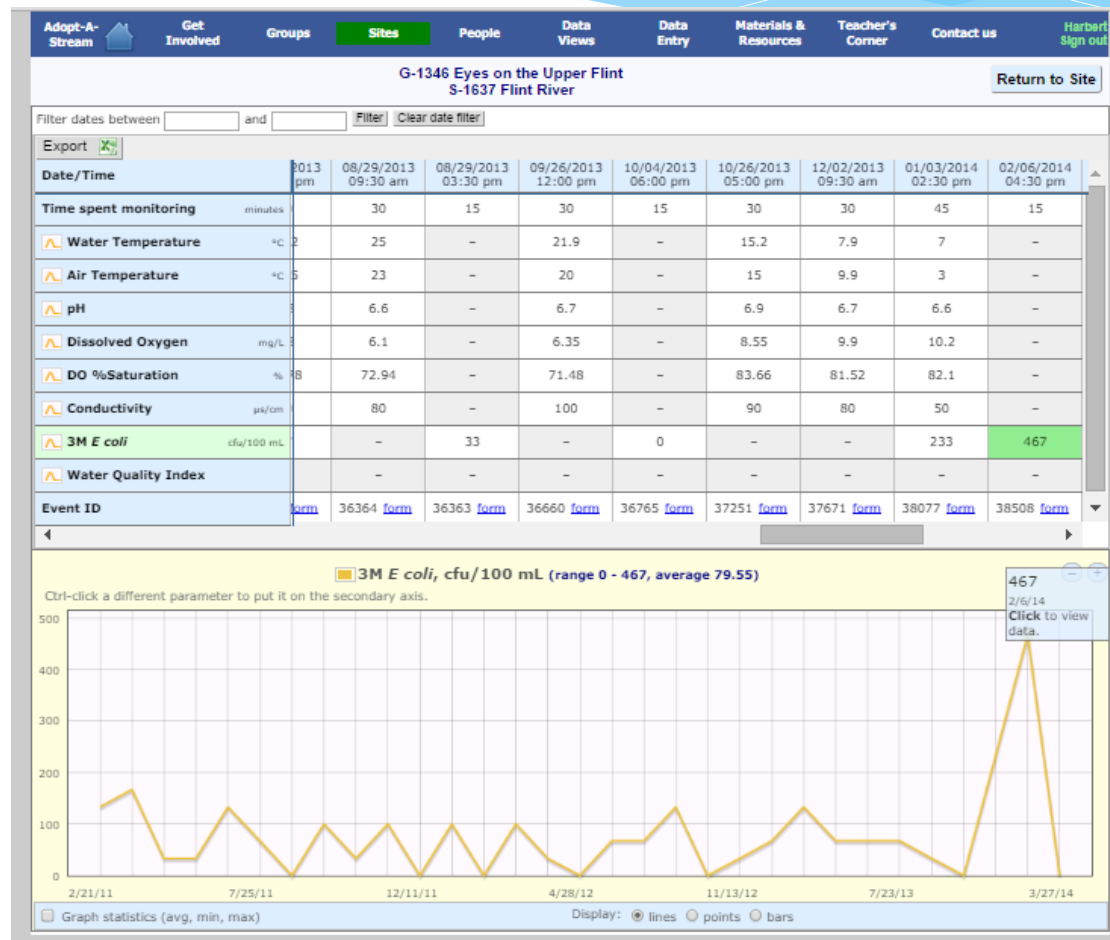 Adopt-A-Stream
Get Involved
Groups
Sites
People
Data Views
Data Entry
Materials & Resources
Teacher's Corner
Contact us
Harbert
Sign out
G-1346 Eyes on the Upper Flint
S-1637 Flint River
Return to Site
Filter dates between and Filter Clear date filter
Export
Date/Time 2013 pm 08/29/2013 09:30 am 08/29/2013 03:30 pm 09/26/2013 12:00 pm 10/04/2013 06:00 pm 10/26/2013 05:00 pm 12/02/2013 09:30 am 01/03/2014 02:30 pm 02/06/2014 04:30 pm
Time spent monitoring minutes 30 15 30 15 30 30 45 15
Water Temperature °C 2 25 – 21.9 – 15.2 7.9 7 –
Air Temperature °C 5 23 – 20 – 15 9.9 3 –
pH 6.6 – 6.7 – 6.9 6.7 6.6 –
Dissolved Oxygen mg/L 6.1 – 6.35 – 8.55 9.9 10.2 –
DO %Saturation % 8 72.94 – 71.48 – 83.66 81.52 82.1 –
Conductivity µs/cm 80 – 100 – 90 80 50 –
3M E coli cfu/100 mL – 33 – 0 – – 233 467
Water Quality Index – – – – – – – –
Event ID form 36364 form 36363 form 36660 form 36765 form 37251 form 37671 form 38077 form 38508 form
3M E coli, cfu/100 mL (range 0 - 467, average 79.55)
Ctrl-click a different parameter to put it on the secondary axis.
467
2/6/14
Click to view data.
500
400
300
200
100
0
2/21/11 7/25/11 12/11/11 4/28/12 11/13/12 7/23/13 3/27/14
Graph statistics (avg, min, max) Display: lines points bars